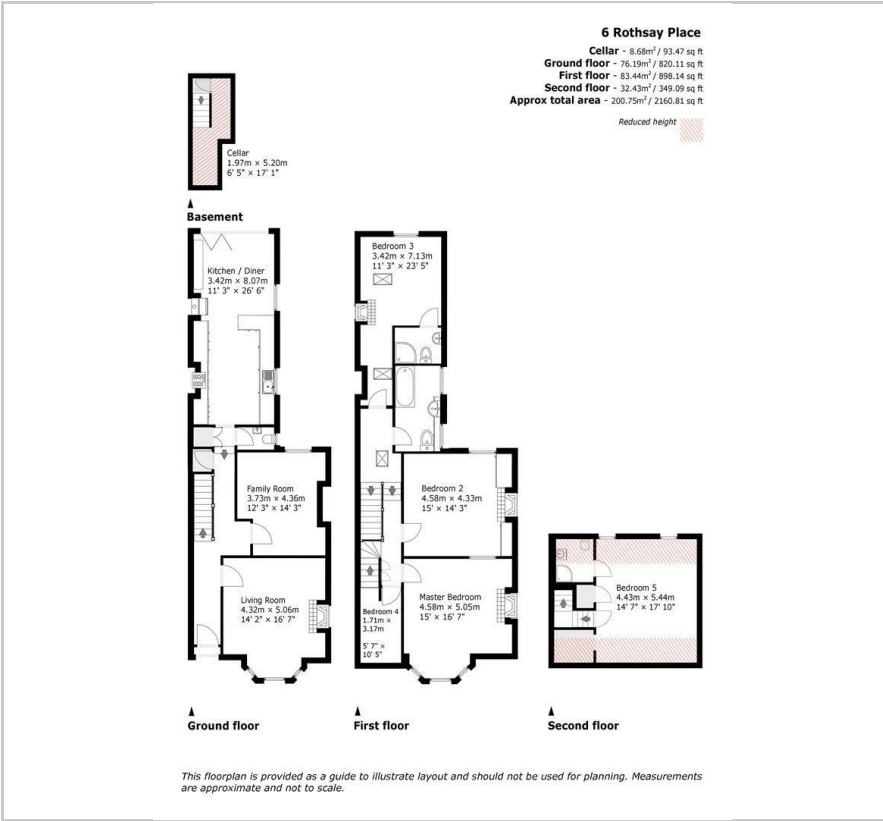 6 Rothsay Place
Cellar - 8.68m² / 93.47 sq ft
Ground floor - 76.19m² / 820.11 sq ft
First floor - 83.44m² / 898.14 sq ft
Second floor - 32.43m² / 349.09 sq ft
Approx total area - 200.75m² / 2160.81 sq ft
Reduced height
Cellar
1.97m × 5.20m
6' 5" × 17' 1"
Basement
Kitchen / Diner
3.42m × 8.07m
11' 3" × 26' 6"
Family Room
3.73m × 4.36m
12' 3" × 14' 3"
Living Room
4.32m × 5.06m
14' 2" × 16' 7"
Ground floor
Bedroom 3
3.42m × 7.13m
11' 3" × 23' 5"
Bedroom 2
4.58m × 4.33m
15' × 14' 3"
Master Bedroom
4.58m × 5.05m
15' × 16' 7"
Bedroom 4
1.71m ×
3.17m
5' 7" ×
10' 5"
First floor
Bedroom 5
4.43m × 5.44m
14' 7" × 17' 10"
Second floor
This floorplan is provided as a guide to illustrate layout and should not be used for planning. Measurements
are approximate and not to scale.